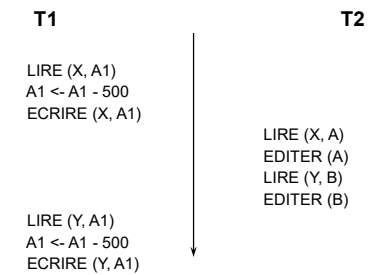 T1
T2
LIRE (X, A1)
A1 <- A1 - 500
ECRIRE (X, A1)
LIRE (X, A)
EDITER (A)
LIRE (Y, B)
EDITER (B)
LIRE (Y, A1)
A1 <- A1 - 500
ECRIRE (Y, A1)